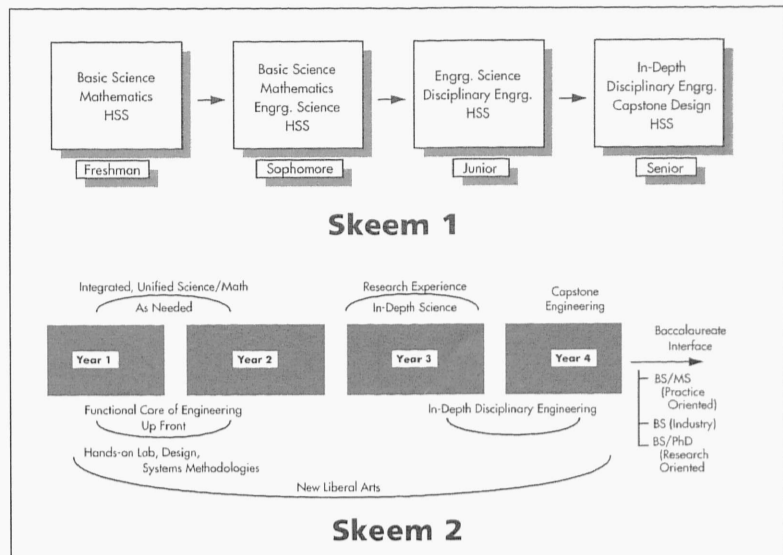 Basic Science
Mathematics
HSS
Freshman
Basic Science
Mathematics
Engrg. Science
HSS
Sophomore
Engrg. Science
Disciplinary Engrg.
HSS
Junior
In-Depth
Disciplinary Engrg.
Capstone Design
HSS
Senior
Skeem 1
Integrated, Unified Science/Math
As Needed
Research Experience
In-Depth Science
Capstone
Engineering
Year 1
Year 2
Year 3
Year 4
Baccalaureate
Interface
BS/MS
(Practice
Oriented)
BS (Industry)
BS/PhD
(Research
Oriented
Functional Core of Engineering
Up Front
In-Depth Disciplinary Engineering
Hands-on Lab, Design,
Systems Methodologies
New Liberal Arts
Skeem 2